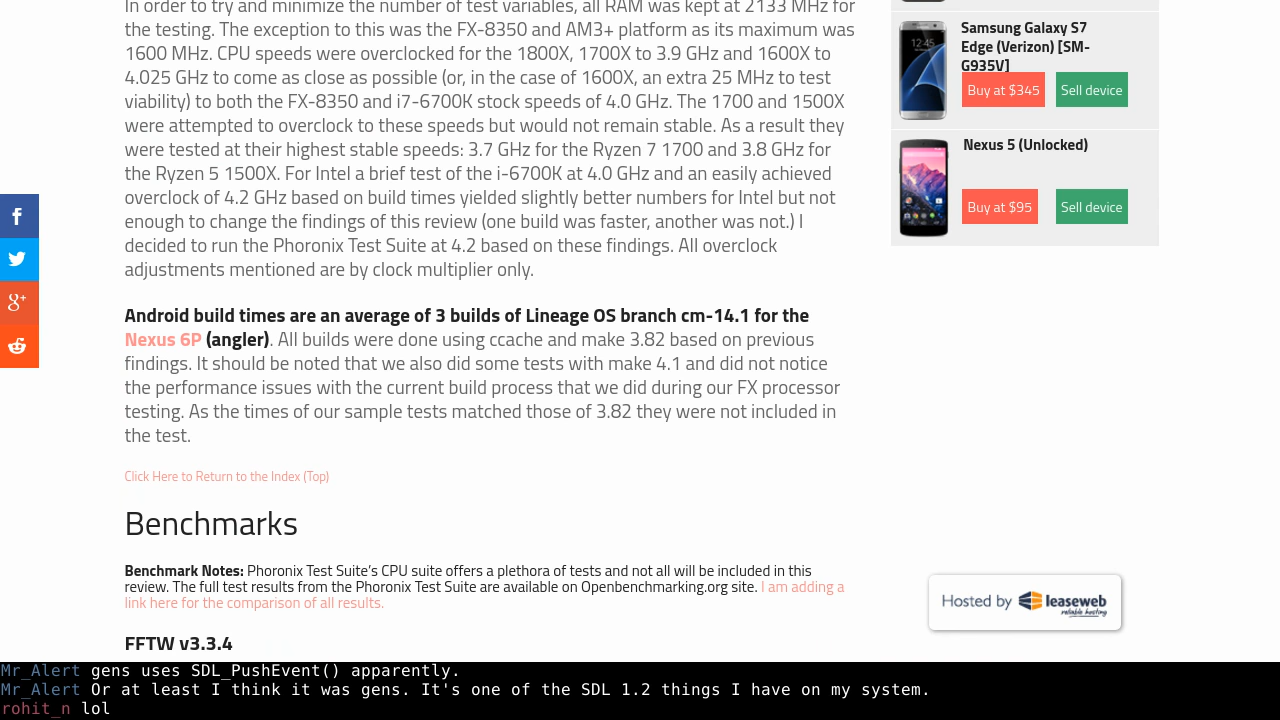 In order to try and minimize the number of test variables, all RAM was kept at 2133 MHz for
the testing. The exception to this was the FX-8350 and AM3+ platform as its maximum was
1600 MHz. CPU speeds were overclocked for the 1800X, 1700X to 3.9 GHz and 1600X to
4.025 GHz to come as close as possible (or, in the case of 1600X, an extra 25 MHz to test
viability) to both the FX-8350 and i7-6700K stock speeds of 4.0 GHz. The 1700 and 1500X
were attempted to overclock to these speeds but would not remain stable. As a result they
were tested at their highest stable speeds: 3.7 GHz for the Ryzen 7 1700 and 3.8 GHz for
the Ryzen 5 1500X. For Intel a brief test of the i-6700K at 4.0 GHz and an easily achieved
overclock of 4.2 GHz based on build times yielded slightly better numbers for Intel but not
enough to change the findings of this review (one build was faster, another was not.) I
decided to run the Phoronix Test Suite at 4.2 based on these findings. All overclock
adjustments mentioned are by clock multiplier only.
Android build times are an average of 3 builds of Lineage OS branch cm-14.1 for the
Nexus 6P (angler). All builds were done using ccache and make 3.82 based on previous
findings. It should be noted that we also did some tests with make 4.1 and did not notice
the performance issues with the current build process that we did during our FX processor
testing. As the times of our sample tests matched those of 3.82 they were not included in
the test.
Click Here to Return to the Index (Top)
Benchmarks
Benchmark Notes: Phoronix Test Suite's CPU suite offers a plethora of tests and not all will be included in this
review. The full test results from the Phoronix Test Suite are available on Openbenchmarking.org site. I am adding a
link here for the comparison of all results.
FFTW v3.3.4
Samsung Galaxy S7
Edge (Verizon) [SM-
G935V]
Buy at $345
Sell device
12:45
Nexus 5 (Unlocked)
Buy at $95
Sell device
Hosted by leaseweb
reliable hosting
f
g+
Mr_Alert gens uses SDL_PushEvent() apparently.
Mr_Alert Or at least I think it was gens. It's one of the SDL 1.2 things I have on my system.
rohit_n lol